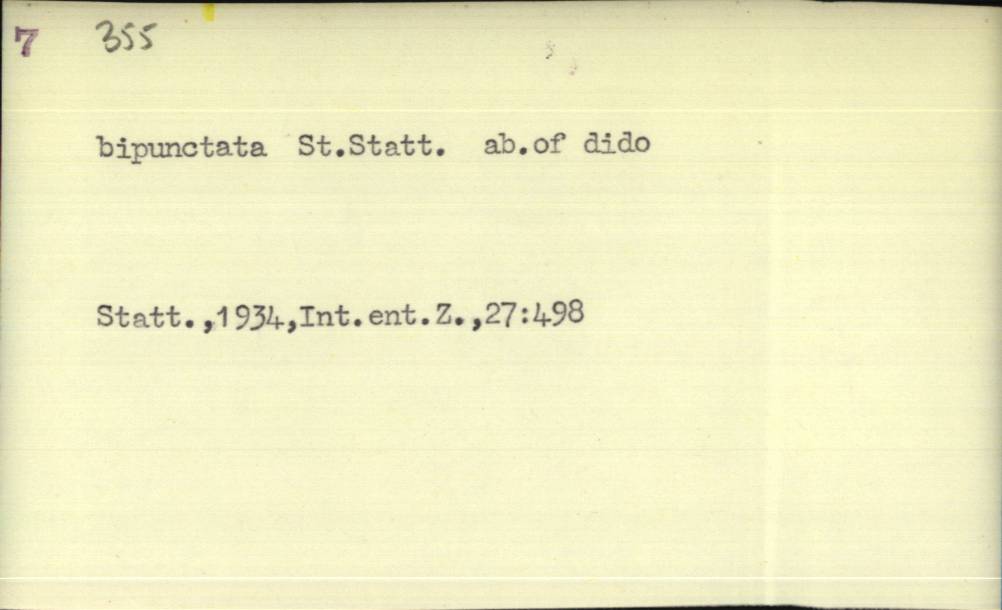 7 355
bipunctata St.Statt. ab.of dido
Statt.,1934,Int.ent.Z.,27:498